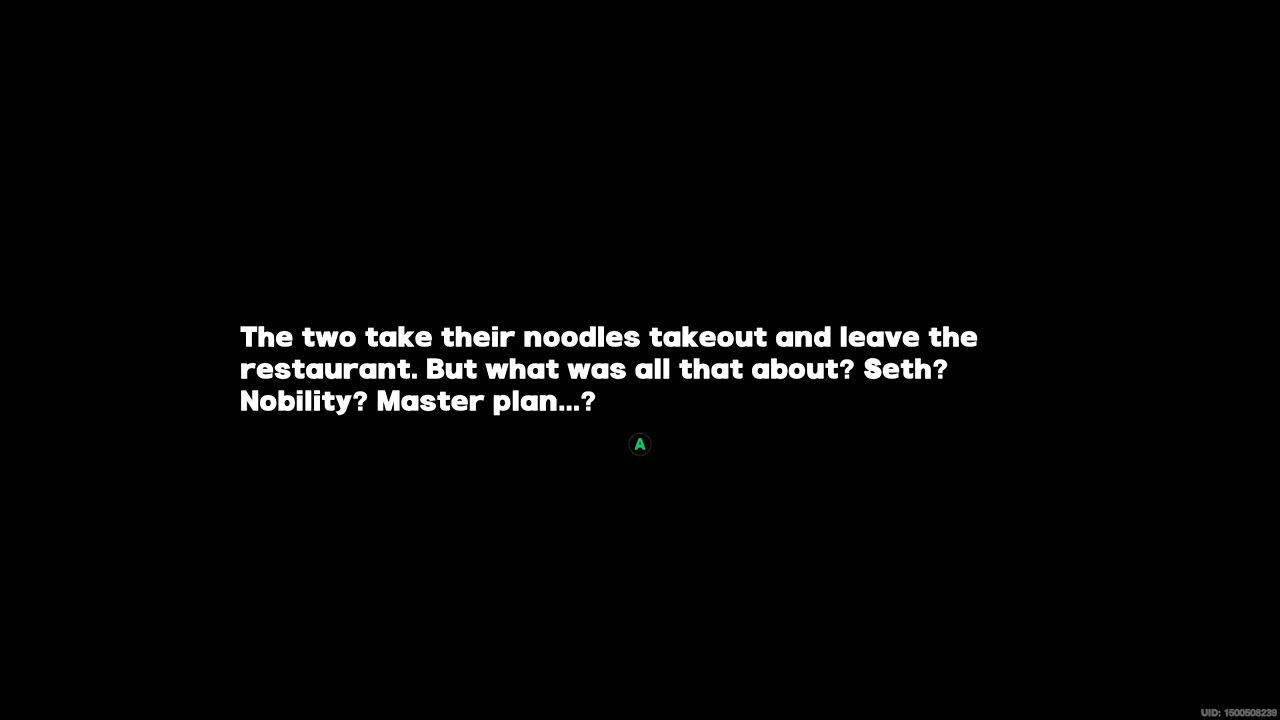 The two take their noodles takeout and leave the
restaurant. But what was all that about? Seth?
Nobility? Master plan...?
A
UID: 1500508239